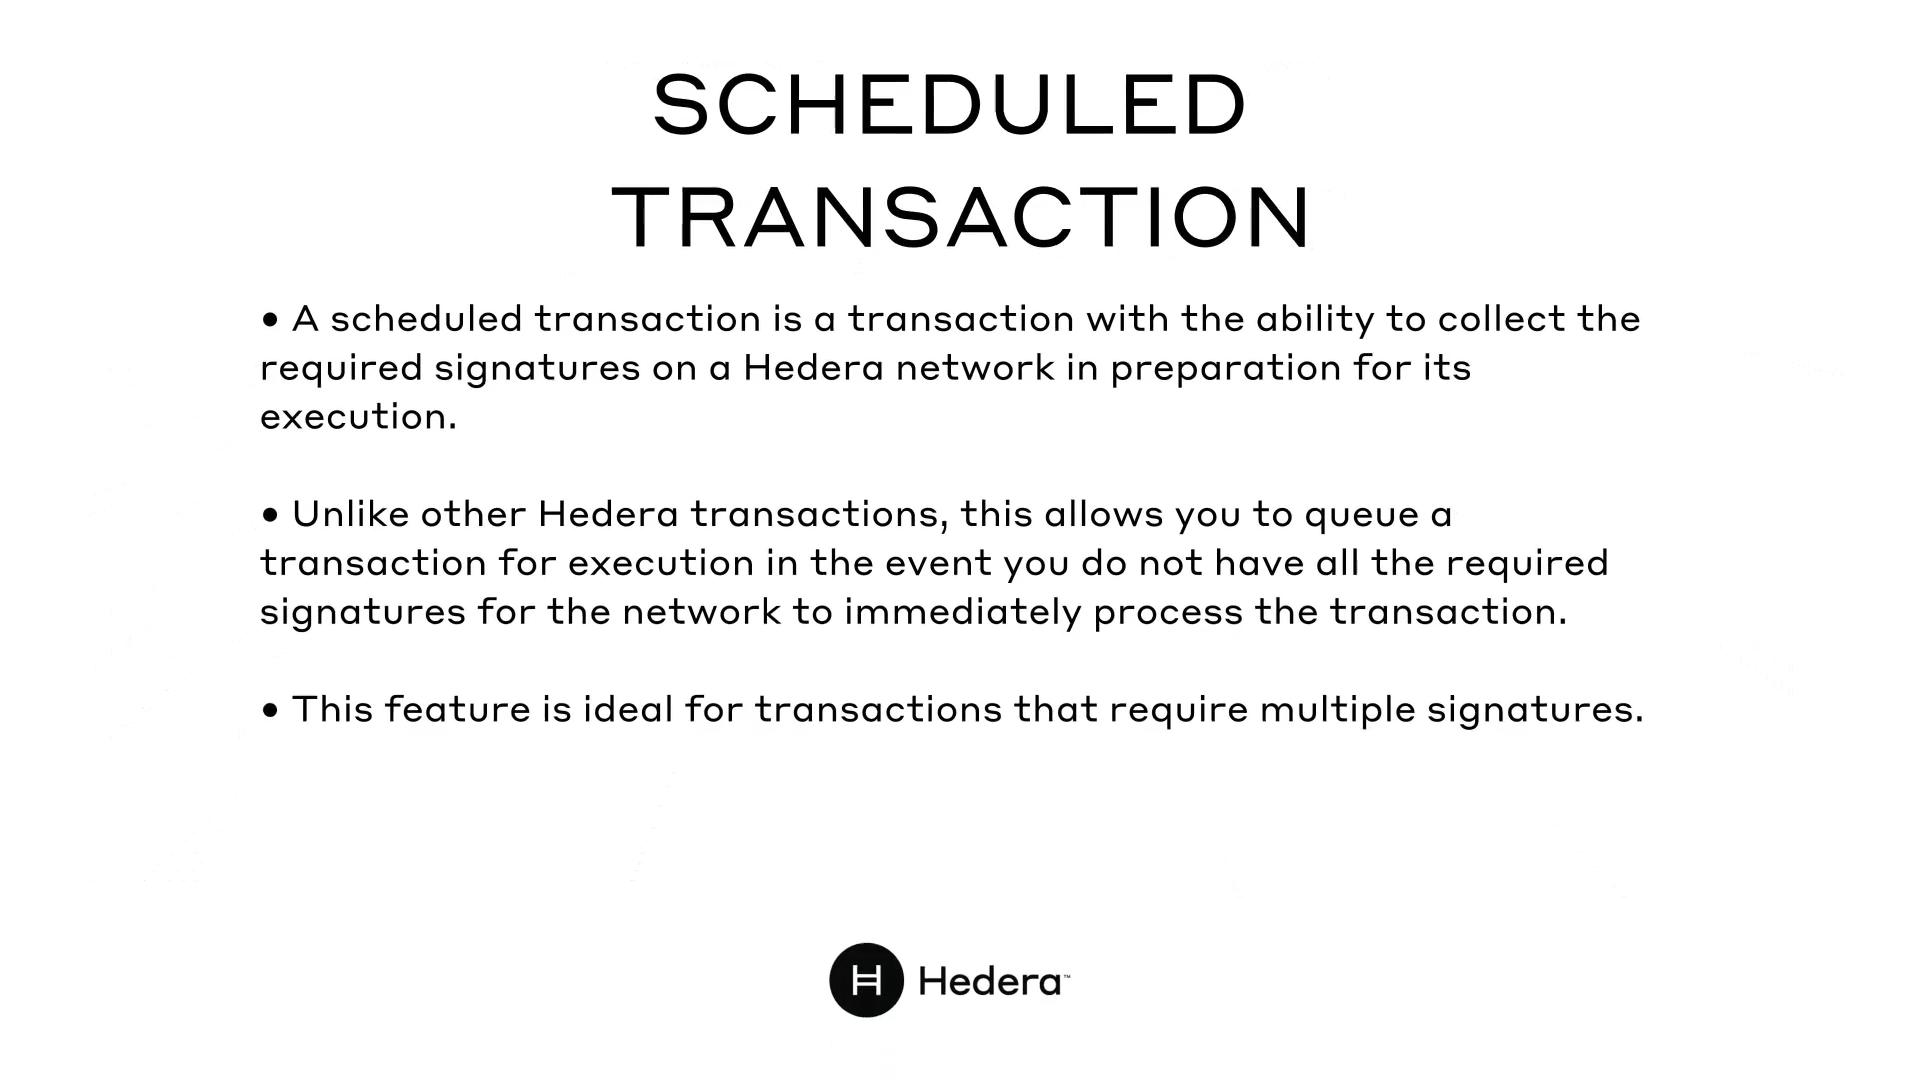 SCHEDULED
TRANSACTION
• A scheduled transaction is a transaction with the ability to collect the
required signatures on a Hedera network in preparation for its
execution.
• Unlike other Hedera transactions, this allows you to queue a
transaction for execution in the event you do not have all the required
signatures for the network to immediately process the transaction.
• This feature is ideal for transactions that require multiple signatures.
H Hedera™